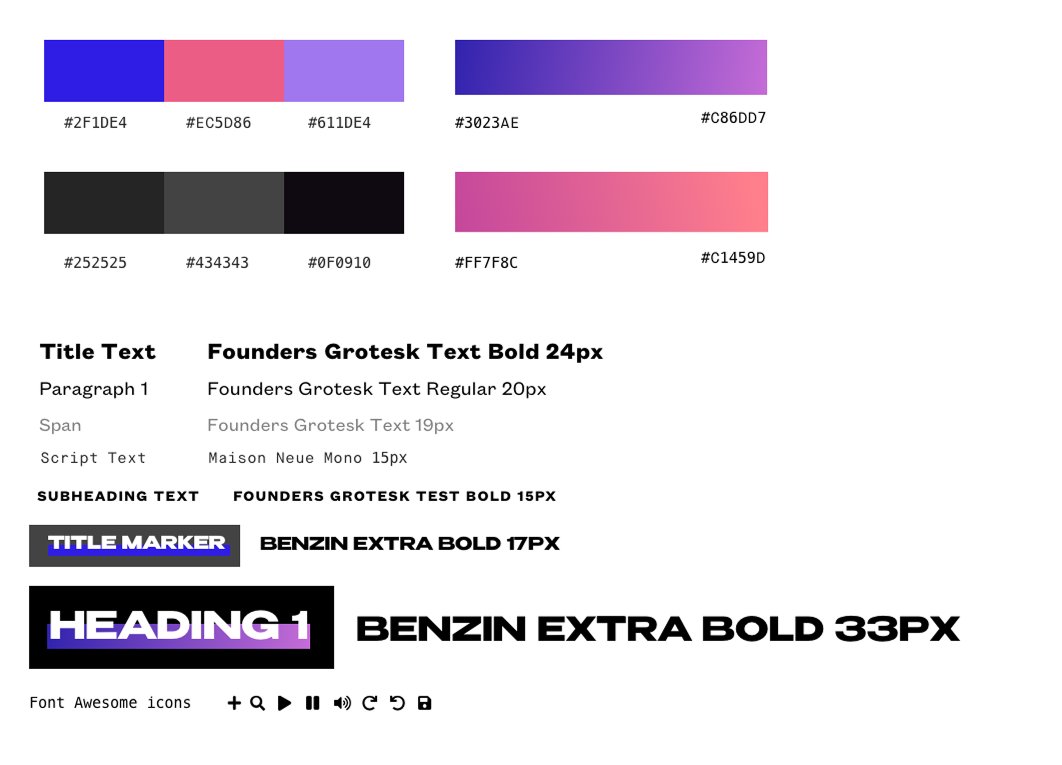 #2F1DE4 #EC5D86 #611DE4 #3023AE #C86DD7
#252525 #434343 #0F0910 #FF7F8C #C1459D
Title Text Founders Grotesk Text Bold 24px
Paragraph 1 Founders Grotesk Text Regular 20px
Span Founders Grotesk Text 19px
Script Text Maison Neue Mono 15px
SUBHEADING TEXT FOUNDERS GROTESK TEST BOLD 15PX
TITLE MARKER BENZIN EXTRA BOLD 17PX
HEADING 1 BENZIN EXTRA BOLD 33PX
Font Awesome icons